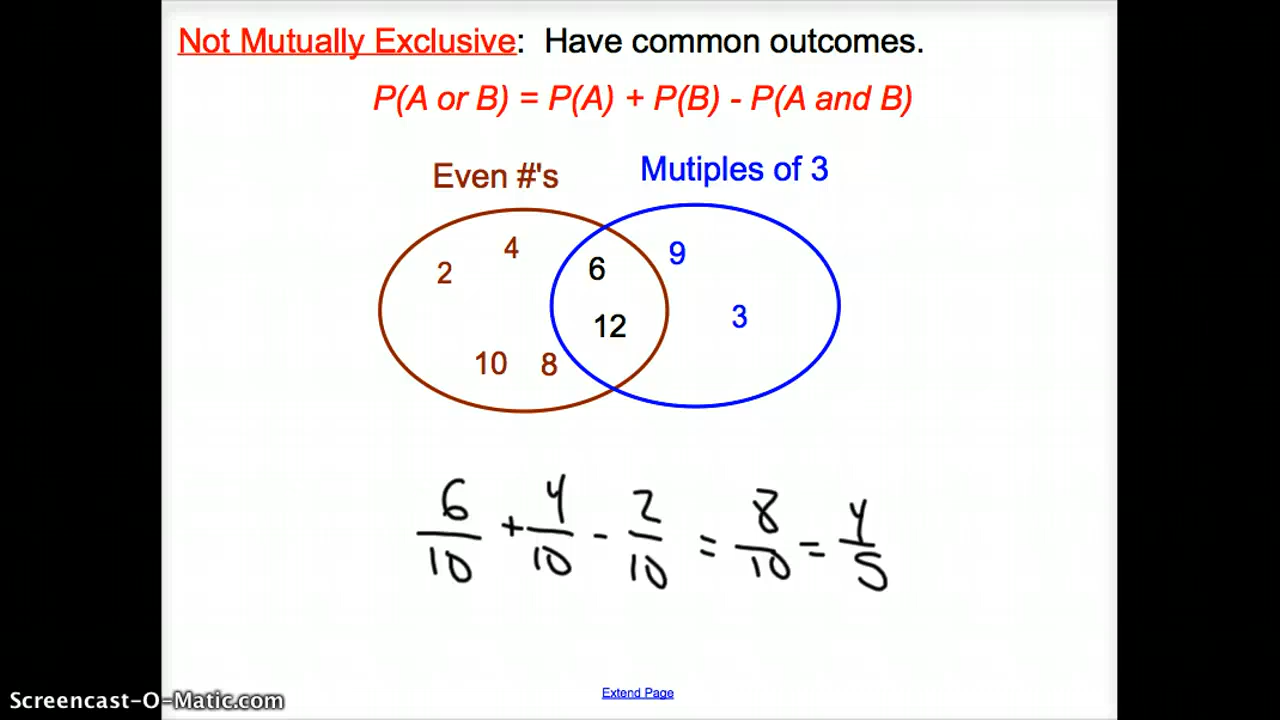 Not Mutually Exclusive: Have common outcomes.
P(A or B) = P(A) + P(B) - P(A and B)
Even #'s
Mutiples of 3
4
2
6
9
12
3
10
8
6/10 + 4/10 - 2/10 = 8/10 = 4/5
Extend Page
Screencast-O-Matic.com